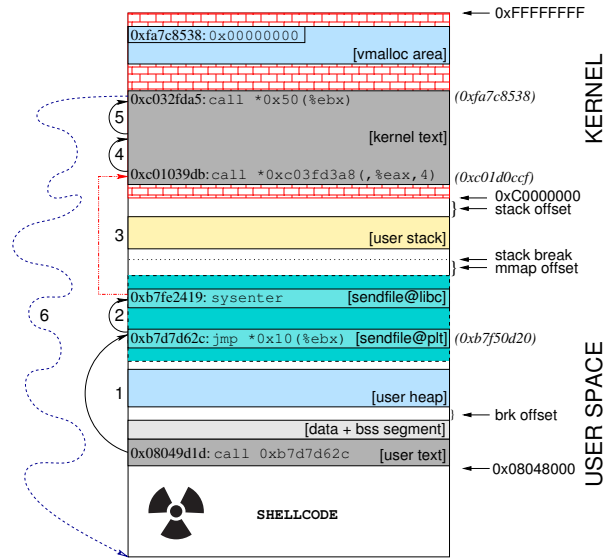 0xFFFFFFFF
0xfa7c8538: 0x00000000
[vmalloc area]
KERNEL
0xc032fda5: call *0x50(%ebx)
(0xfa7c8538)
5
[kernel text]
4
0xc01039db: call *0xc03fd3a8(,%eax,4)
(0xc01d0ccf)
0xC0000000
stack offset
3
[user stack]
stack break
mmap offset
0xb7fe2419: sysenter
[sendfile@libc]
6
2
0xb7d7d62c: jmp *0x10(%ebx)
[sendfile@plt]
(0xb7f50d20)
USER SPACE
1
[user heap]
brk offset
[data + bss segment]
0x08049d1d: call 0xb7d7d62c
[user text]
0x08048000
SHELLCODE